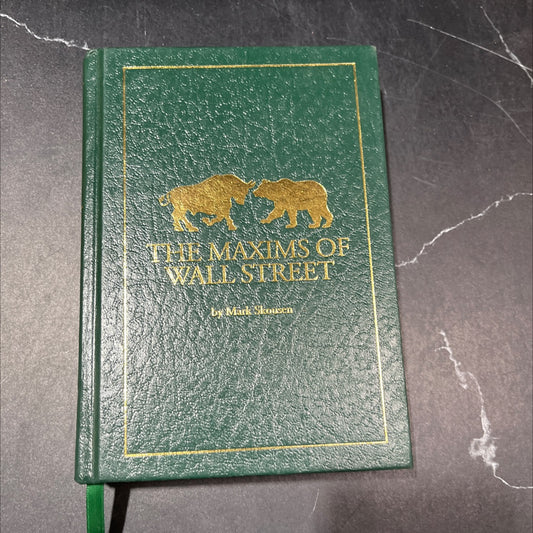 THE MAXIMS OF
WALL STREET
by Mark Skousen